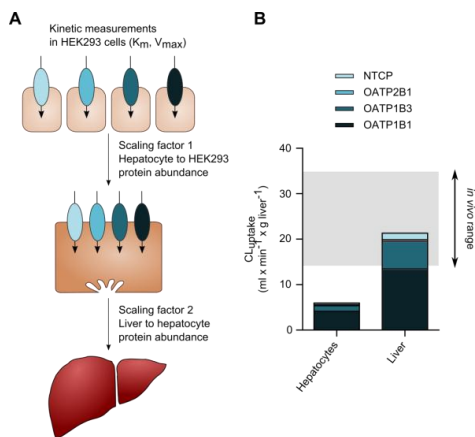 A
Kinetic measurements
in HEK293 cells (Km, Vmax)
Scaling factor 1
Hepatocyte to HEK293
protein abundance
Scaling factor 2
Liver to hepatocyte
protein abundance
B
NTCP
OATP2B1
OATP1B3
OATP1B1
CLuptake
(ml x min⁻¹ x g liver⁻¹)
40
30
20
10
0
in vivo range
Hepatocytes
Liver